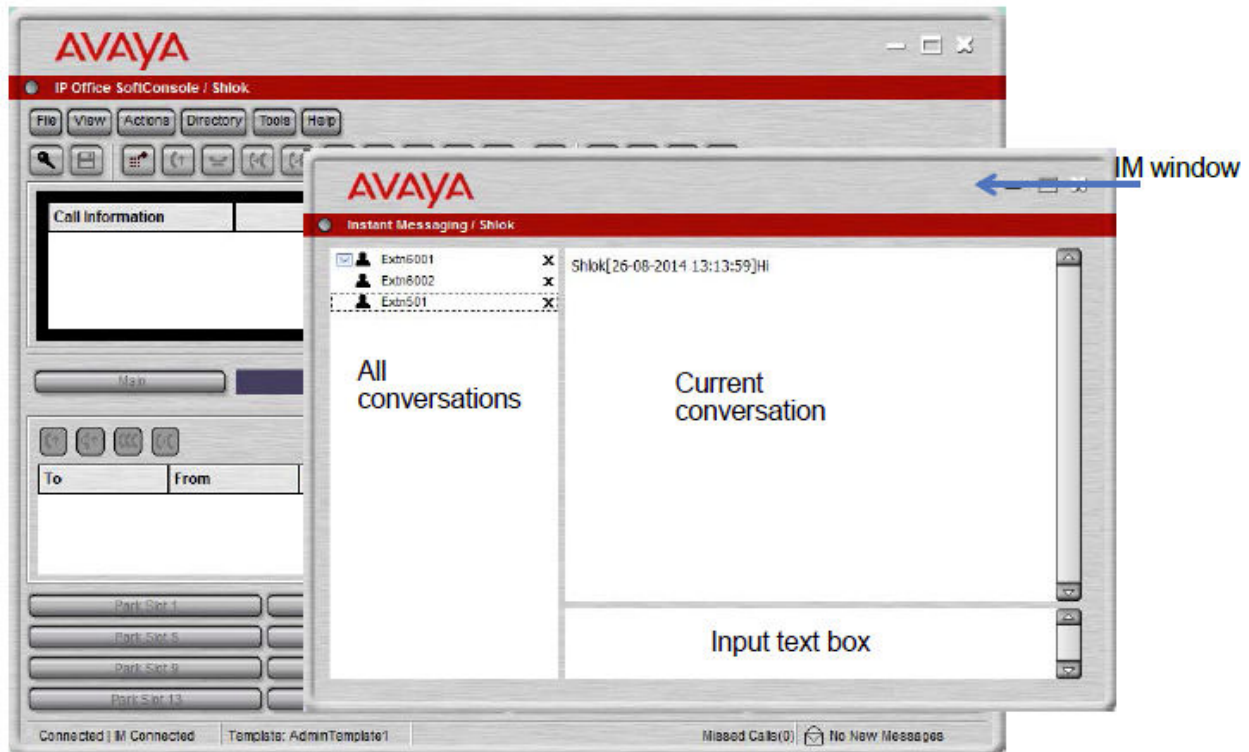 AVAYA
IP Office SoftConsole / Shlok
File View Actions Directory Tools Help
IM window
AVAYA
Instant Messaging / Shlok
Call Information
Extn6001 X
Extn6002 X
Extn501 X
Shlok[26-08-2014 13:13:59]Hi
All
conversations
Current
conversation
Main
To From
Input text box
Park Slot 1
Park Slot 5
Park Slot 9
Park Slot 13
Connected | IM Connected Template: AdminTemplate1 Missed Calls(0) No New Messages